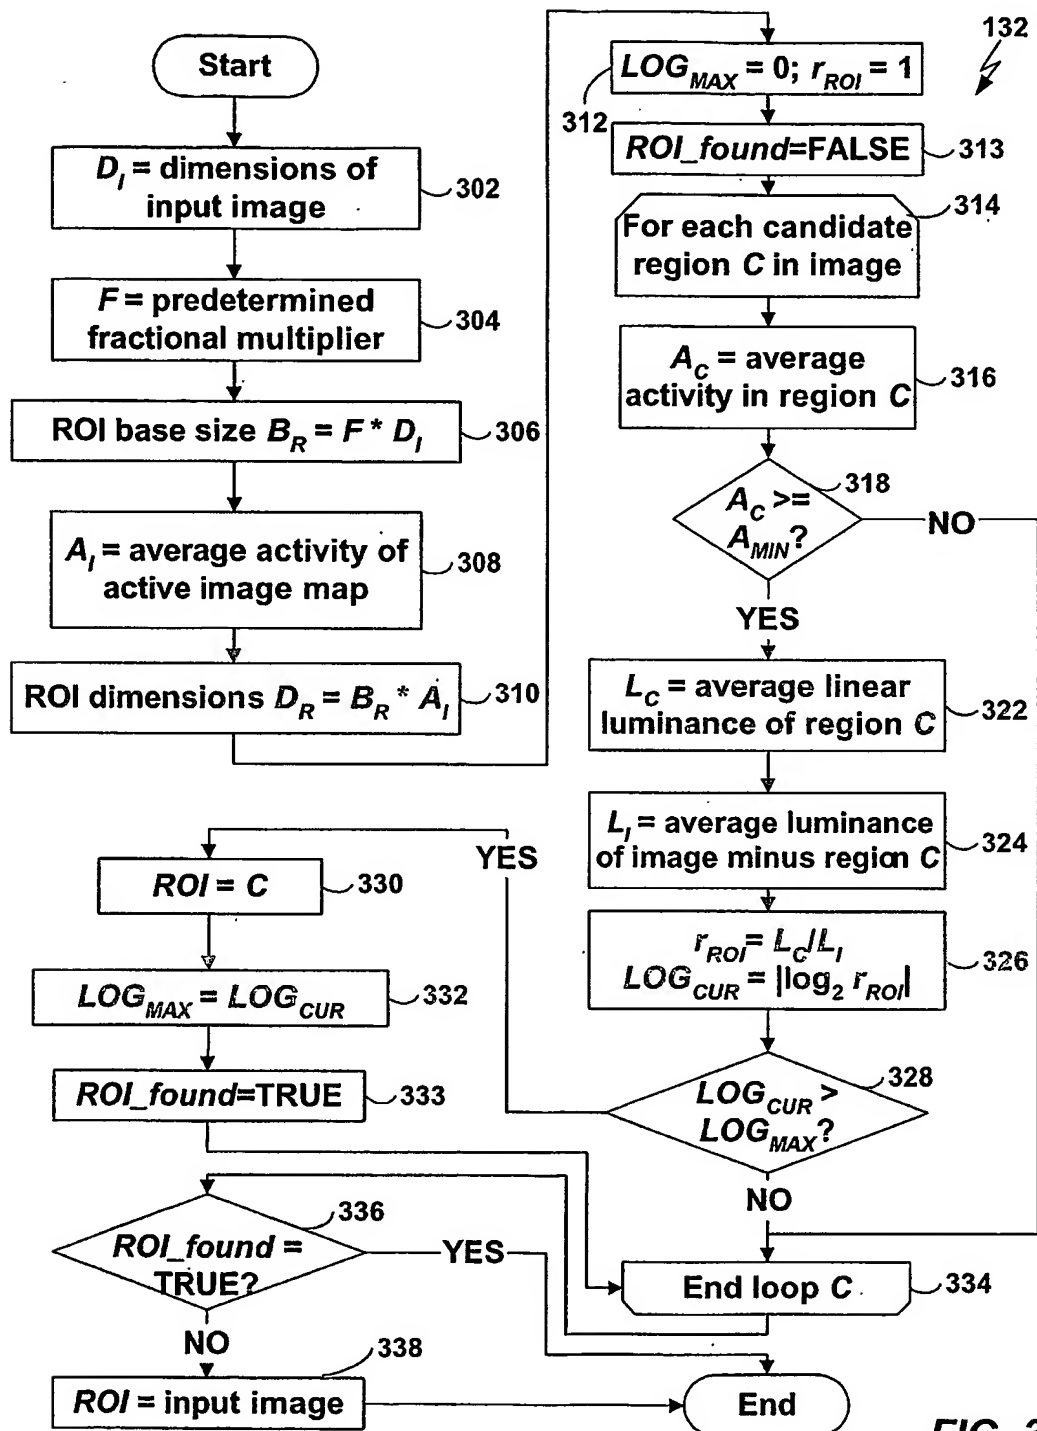 Start
D_I = dimensions of
input image
302
F = predetermined
fractional multiplier
304
ROI base size B_R = F * D_I
306
A_I = average activity of
active image map
308
ROI dimensions D_R = B_R * A_I
310
132
LOG_MAX = 0; r_ROI = 1
312
ROI_found=FALSE
313
314
For each candidate
region C in image
A_C = average
activity in region C
316
318
A_C >=
A_MIN?
NO
YES
L_C = average linear
luminance of region C
322
L_I = average luminance
of image minus region C
324
r_ROI = L_C/L_I
LOG_CUR = |log_2 r_ROI|
326
328
LOG_CUR >
LOG_MAX?
YES
NO
ROI = C
330
LOG_MAX = LOG_CUR
332
ROI_found=TRUE
333
End loop C
334
336
ROI_found =
TRUE?
YES
NO
338
ROI = input image
End